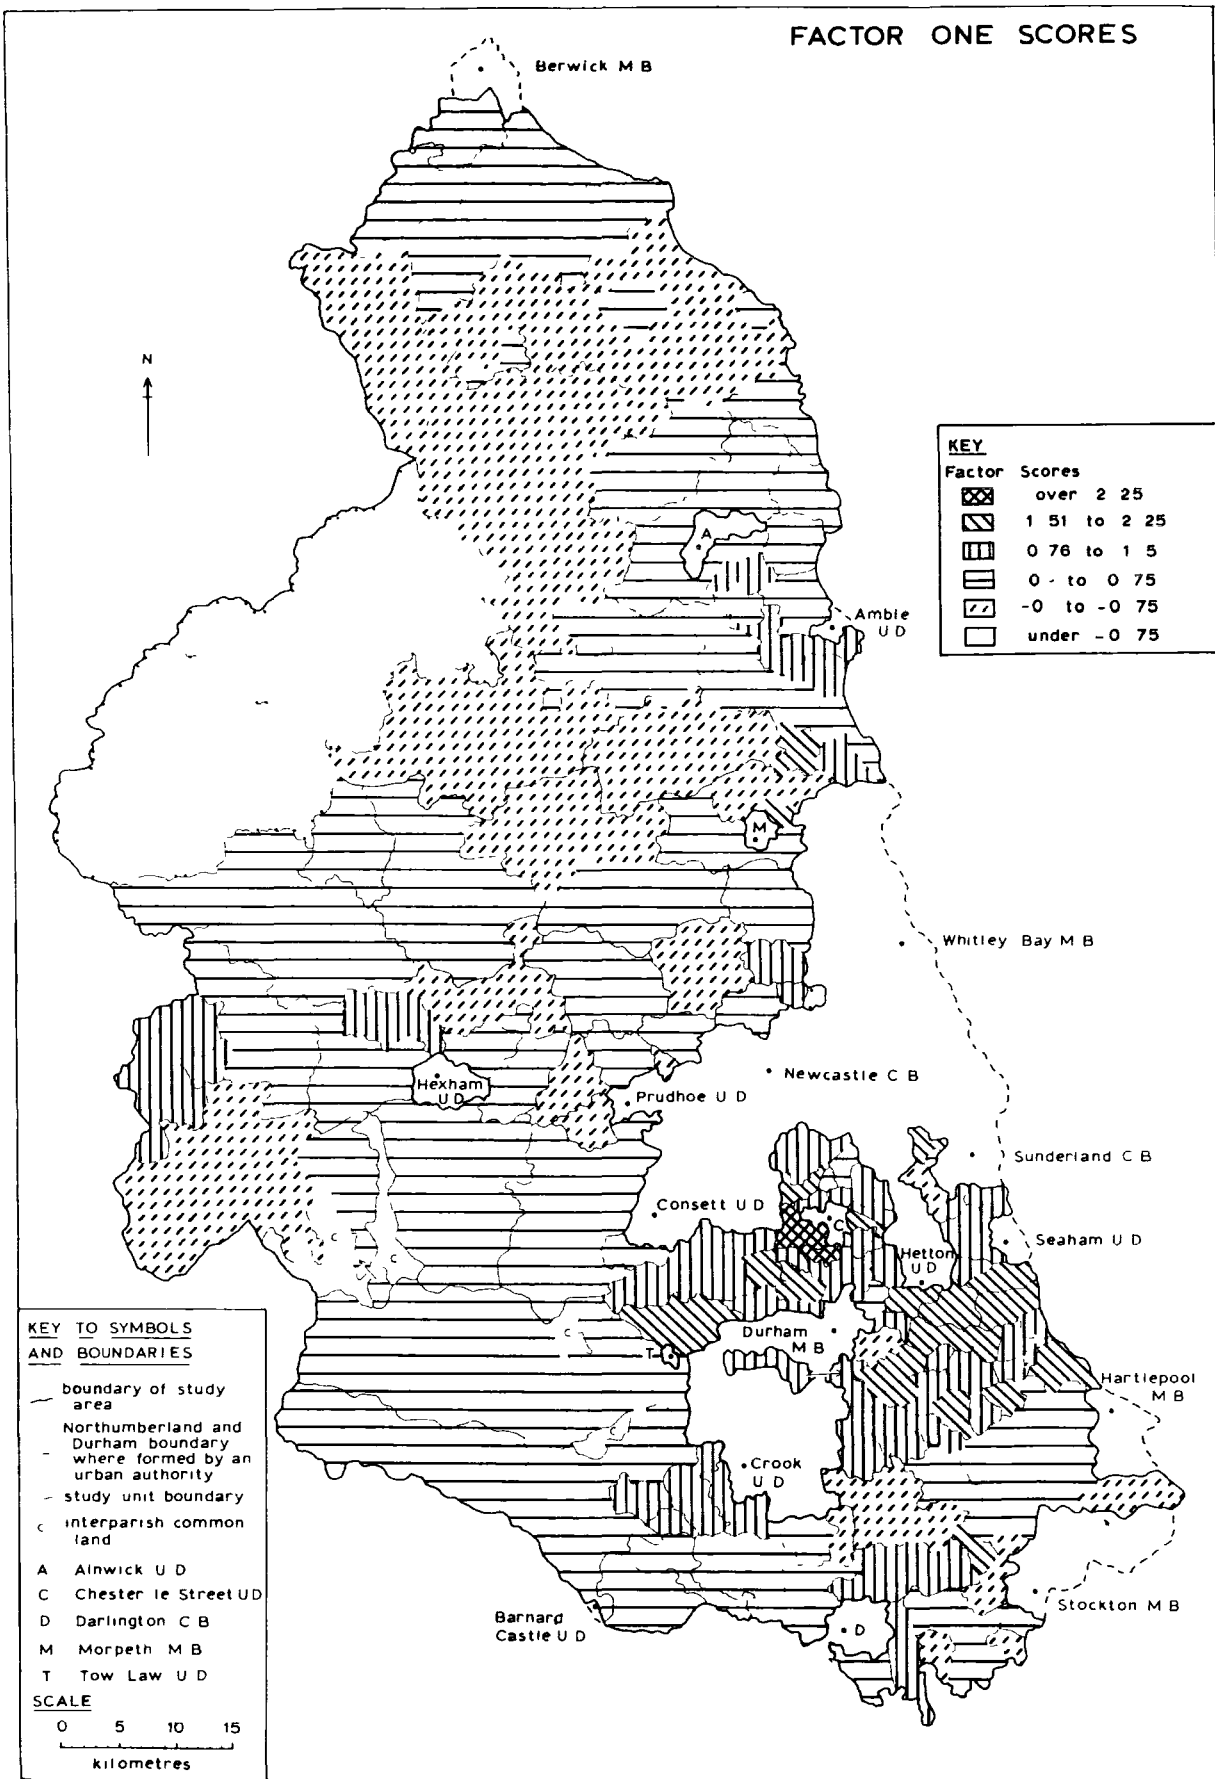 FACTOR ONE SCORES
Berwick M B
N
KEY
Factor Scores
over 2 25
1 51 to 2 25
0 76 to 1 5
0 - to 0 75
-0 to -0 75
under -0 75
A
Amble
U D
M
Whitley Bay M B
Newcastle C B
Hexham
U D
Prudhoe U D
Sunderland C B
Consett U D
C
Seaham U D
Hetton
U D
c
c
c
Durham
M B
T
Hartlepool
M B
c
Crook
U D
Stockton M B
Barnard
Castle U D
D
KEY TO SYMBOLS
AND BOUNDARIES
boundary of study
area
Northumberland and
Durham boundary
where formed by an
urban authority
study unit boundary
c interparish common
land
A Alnwick U D
C Chester le Street U D
D Darlington C B
M Morpeth M B
T Tow Law U D
SCALE
0 5 10 15
kilometres